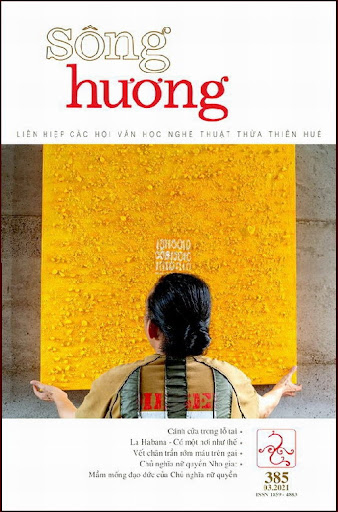 sông
hương
LIÊN HIỆP CÁC HỘI VĂN HỌC NGHỆ THUẬT THỪA THIÊN HUẾ
Cánh cửa trong lỗ tai •
La Habana - Có một nơi như thế •
Vết chân trần rớm máu trên gai •
Chủ nghĩa nữ quyền Nho gia: •
Mầm mống đạo đức của Chủ nghĩa nữ quyền
385
03.2021
ISSN 1859 - 4883